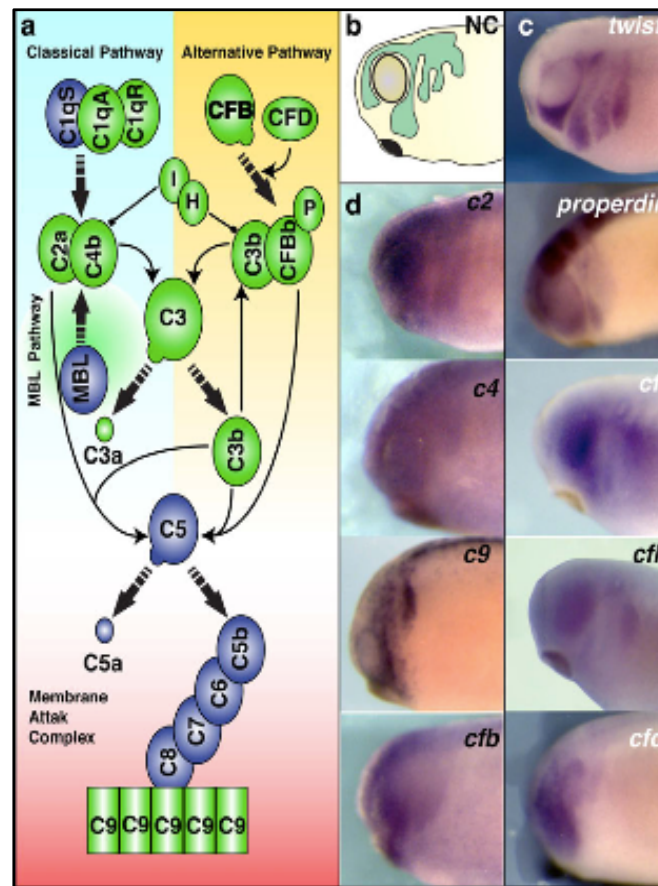 a
Classical Pathway
Alternative Pathway
C1qS
C1qA
C1qR
CFB
CFD
I
H
P
C2a
C4b
C3b
CFBb
C3
MBL Pathway
MBL
C3a
C3b
C5
C5a
C5b
C6
C7
C8
Membrane
Attak
Complex
C9 C9 C9 C9 C9
b
NC
c
d
c2
properdin
c4
c9
cfb